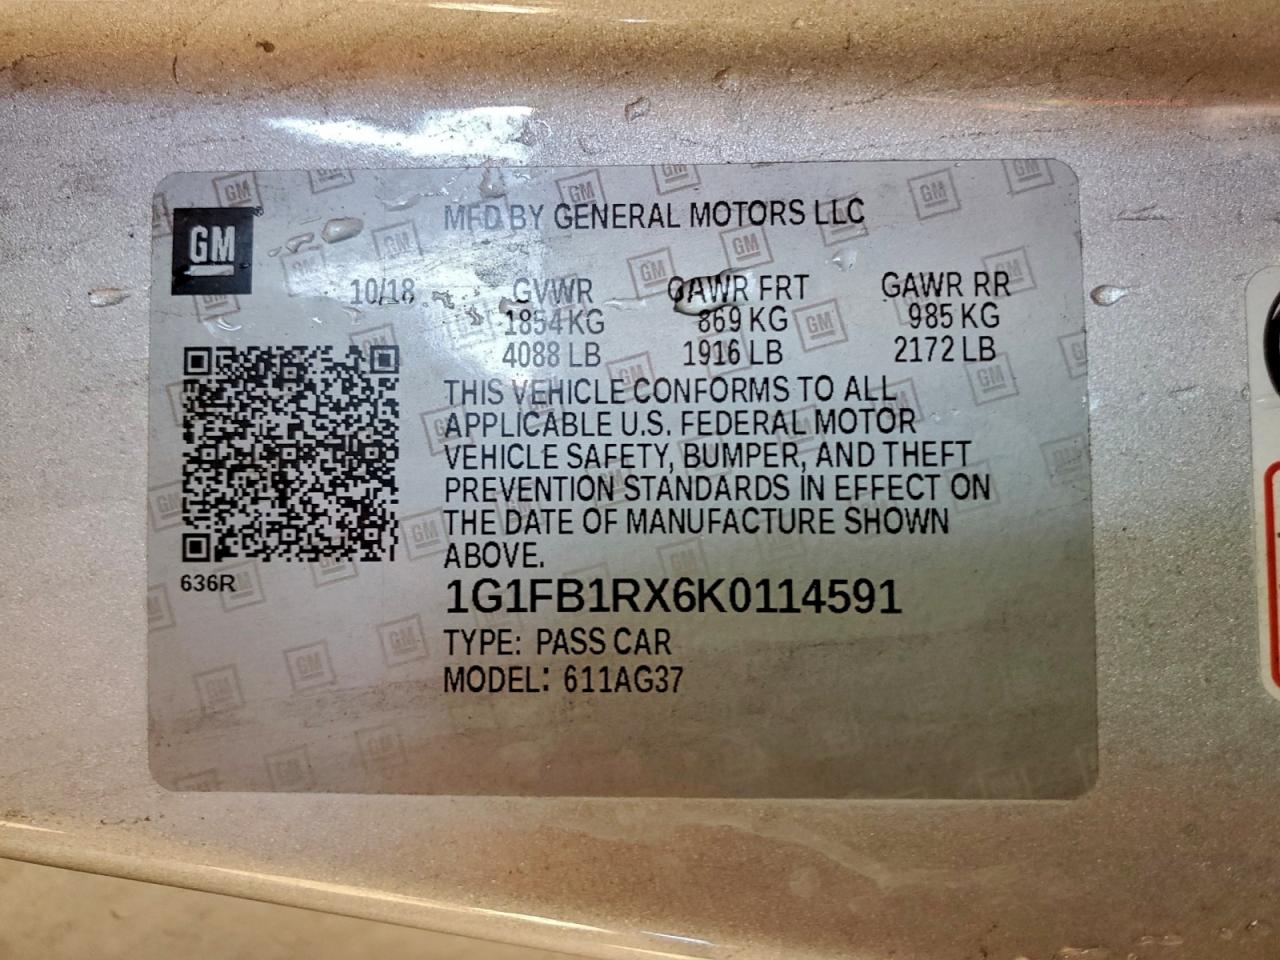 GM
MFD BY GENERAL MOTORS LLC
10/18 GVWR GAWR FRT GAWR RR
1854 KG 869 KG 985 KG
4088 LB 1916 LB 2172 LB
THIS VEHICLE CONFORMS TO ALL
APPLICABLE U.S. FEDERAL MOTOR
VEHICLE SAFETY, BUMPER, AND THEFT
PREVENTION STANDARDS IN EFFECT ON
THE DATE OF MANUFACTURE SHOWN
ABOVE.
636R
1G1FB1RX6K0114591
TYPE: PASS CAR
MODEL: 611AG37